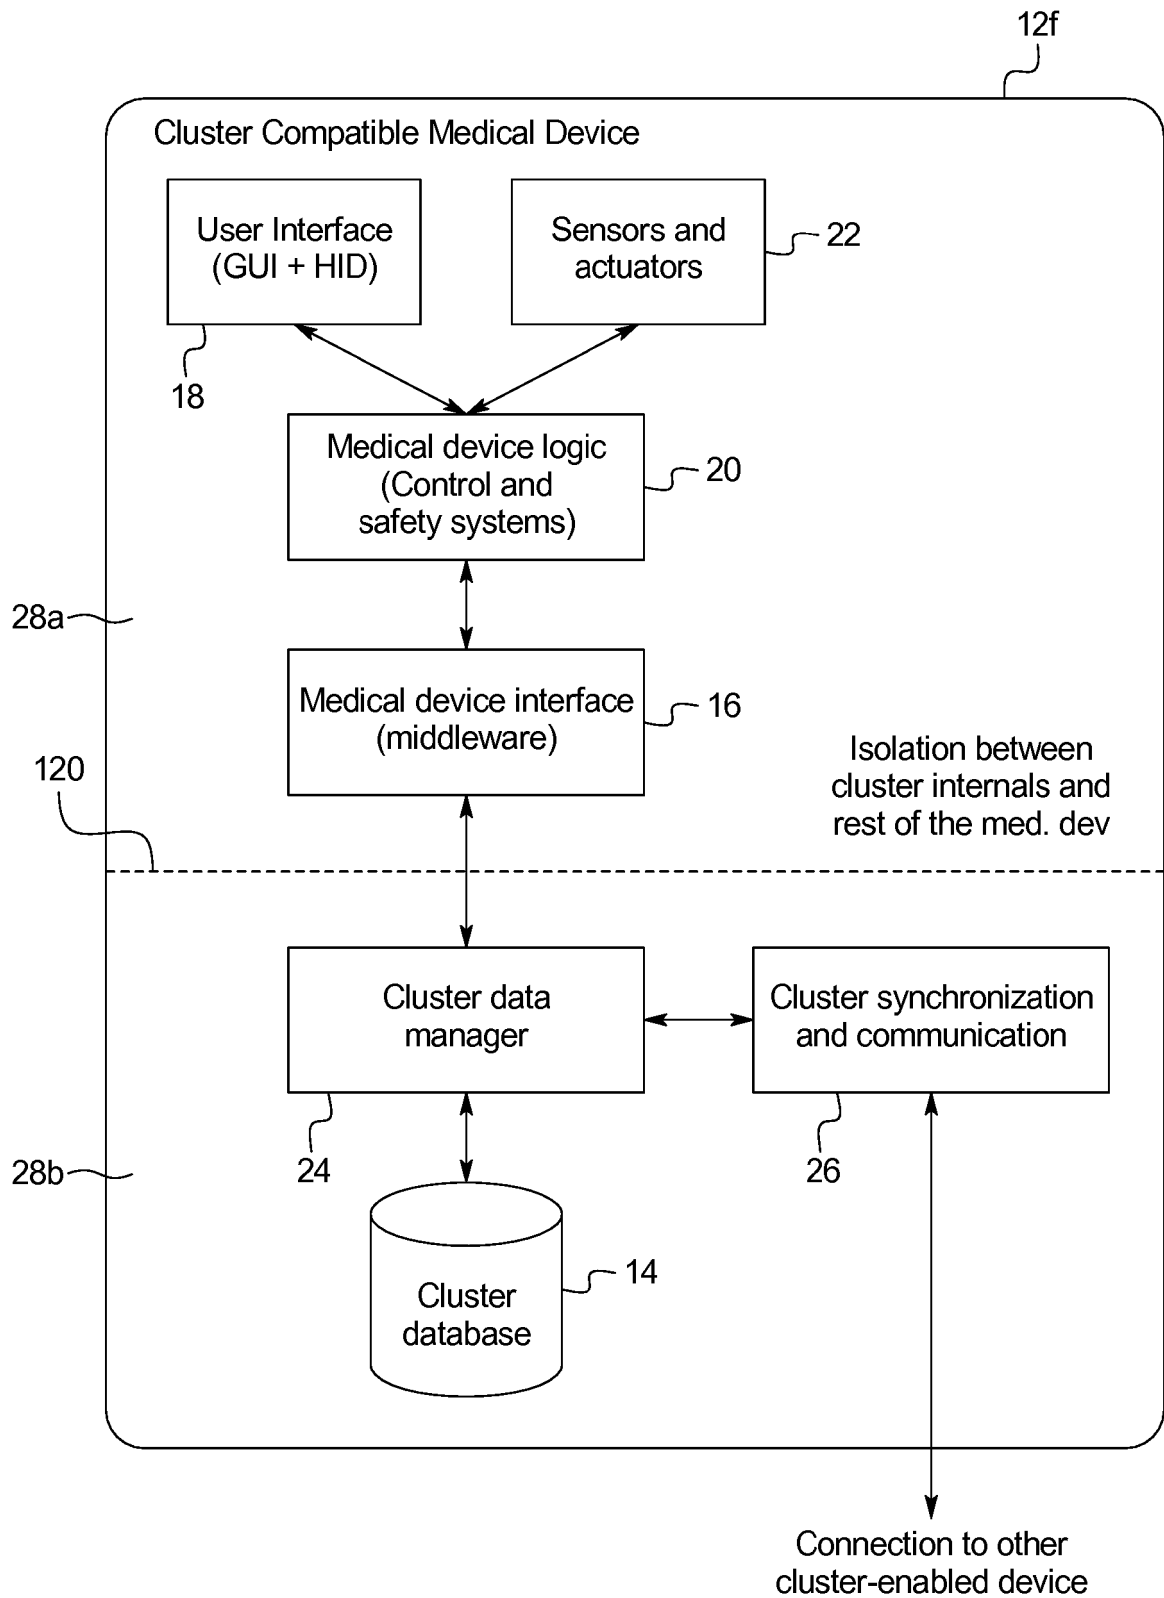 12f
Cluster Compatible Medical Device
User Interface
(GUI + HID)
Sensors and
actuators
22
18
Medical device logic
(Control and
safety systems)
20
28a
Medical device interface
(middleware)
16
Isolation between
cluster internals and
rest of the med. dev
120
Cluster data
manager
Cluster synchronization
and communication
24
26
28b
Cluster
database
14
Connection to other
cluster-enabled device